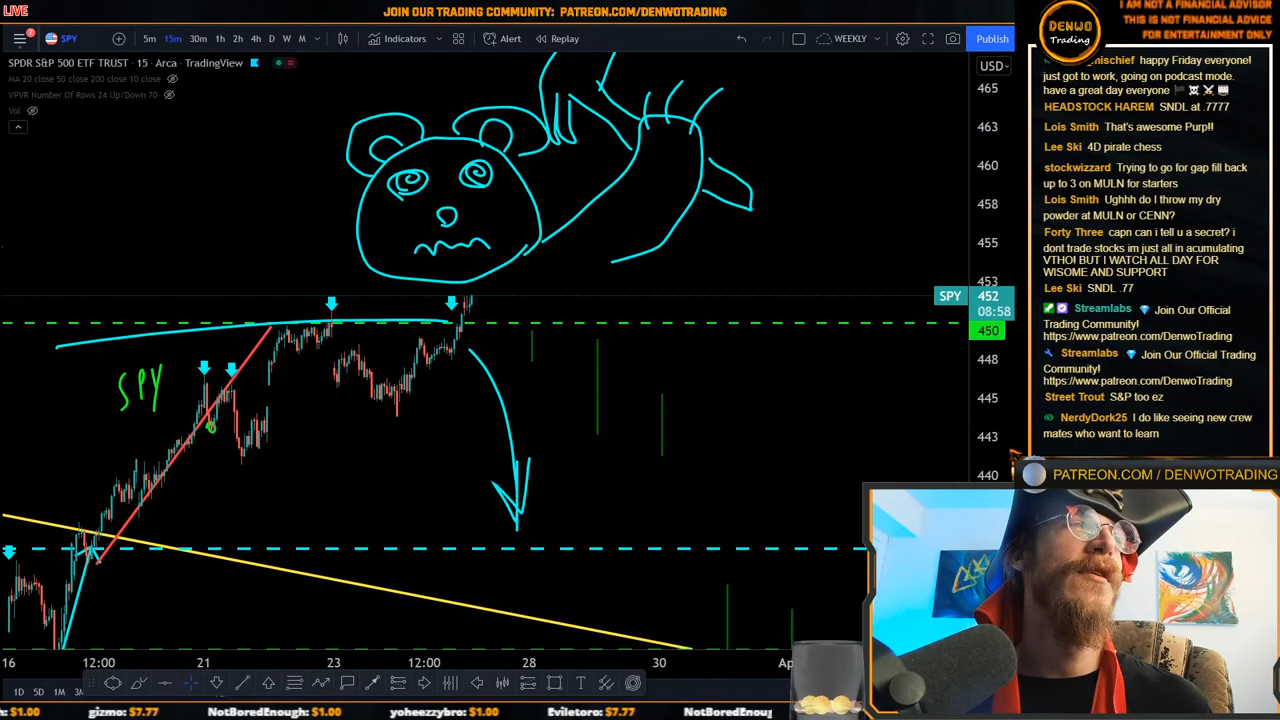 LIVE
JOIN OUR TRADING COMMUNITY: PATREON.COM/DENWOTRADING
7
SPY
5m 15m 30m 1h 2h 4h D W M
Indicators
Alert
Replay
WEEKLY
Publish
SPDR S&P 500 ETF TRUST · 15 · Arca · TradingView
MA 20 close 50 close 200 close 10 close
VPVR Number Of Rows 24 Up/Down 70
Vol
USD
465
463
460
458
455
453
SPY 452
08:58
450
448
445
443
440
SPY
16 12:00 21 23 12:00 28 30
1D 5D 1M
I AM NOT A FINANCIAL ADVISOR
THIS IS NOT FINANCIAL ADVICE
FOR ENTERTAINMENT ONLY
DENWO
Trading
happy Friday everyone!
just got to work, going on podcast mode.
have a great day everyone
HEADSTOCK HAREM SNDL at .7777
Lois Smith That's awesome Purp!!
Lee Ski 4D pirate chess
stockwizzard Trying to go for gap fill back
up to 3 on MULN for starters
Lois Smith Ughhh do I throw my dry
powder at MULN or CENN?
Forty Three capn can i tell u a secret? i
dont trade stocks im just all in acumulating
VTHO! BUT I WATCH ALL DAY FOR
WISOME AND SUPPORT
Lee Ski SNDL .77
Streamlabs Join Our Official
Trading Community!
https://www.patreon.com/DenwoTrading
Streamlabs Join Our Official
Trading Community!
https://www.patreon.com/DenwoTrading
Street Trout S&P too ez
NerdyDork25 I do like seeing new crew
mates who want to learn
PATREON.COM / DENWOTRADING
$1.00 gizmo: $7.77 NotBoredEnough: $1.00 yoheezzybro: $1.00 Eviletoro: $7.77